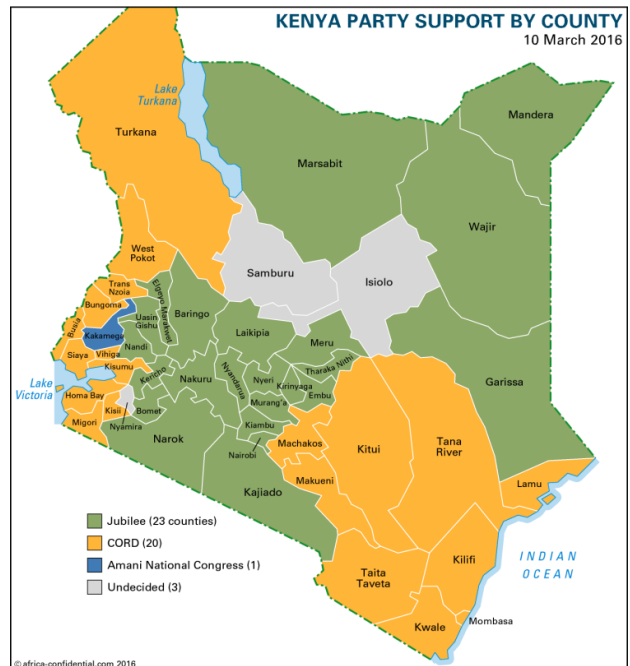 KENYA PARTY SUPPORT BY COUNTY
10 March 2016
Lake
Turkana
Turkana
Mandera
Marsabit
Wajir
West
Pokot
Samburu
Isiolo
Trans
Nzoia
Elgeyo Marakwet
Bungoma
Baringo
Busia
Uasin
Gishu
Kakamega
Laikipia
Meru
Nandi
Siaya
Vihiga
Kisumu
Tharaka Nithi
Kericho
Nakuru
Nyandarua
Nyeri
Kirinyaga
Embu
Garissa
Lake
Victoria
Homa Bay
Kisii
Bomet
Murang'a
Migori
Nyamira
Kiambu
Narok
Nairobi
Machakos
Kitui
Tana
River
Makueni
Kajiado
Lamu
Jubilee (23 counties)
CORD (20)
Amani National Congress (1)
Undecided (3)
Taita
Taveta
Kilifi
INDIAN
OCEAN
Kwale
Mombasa
© africa-confidential.com 2016